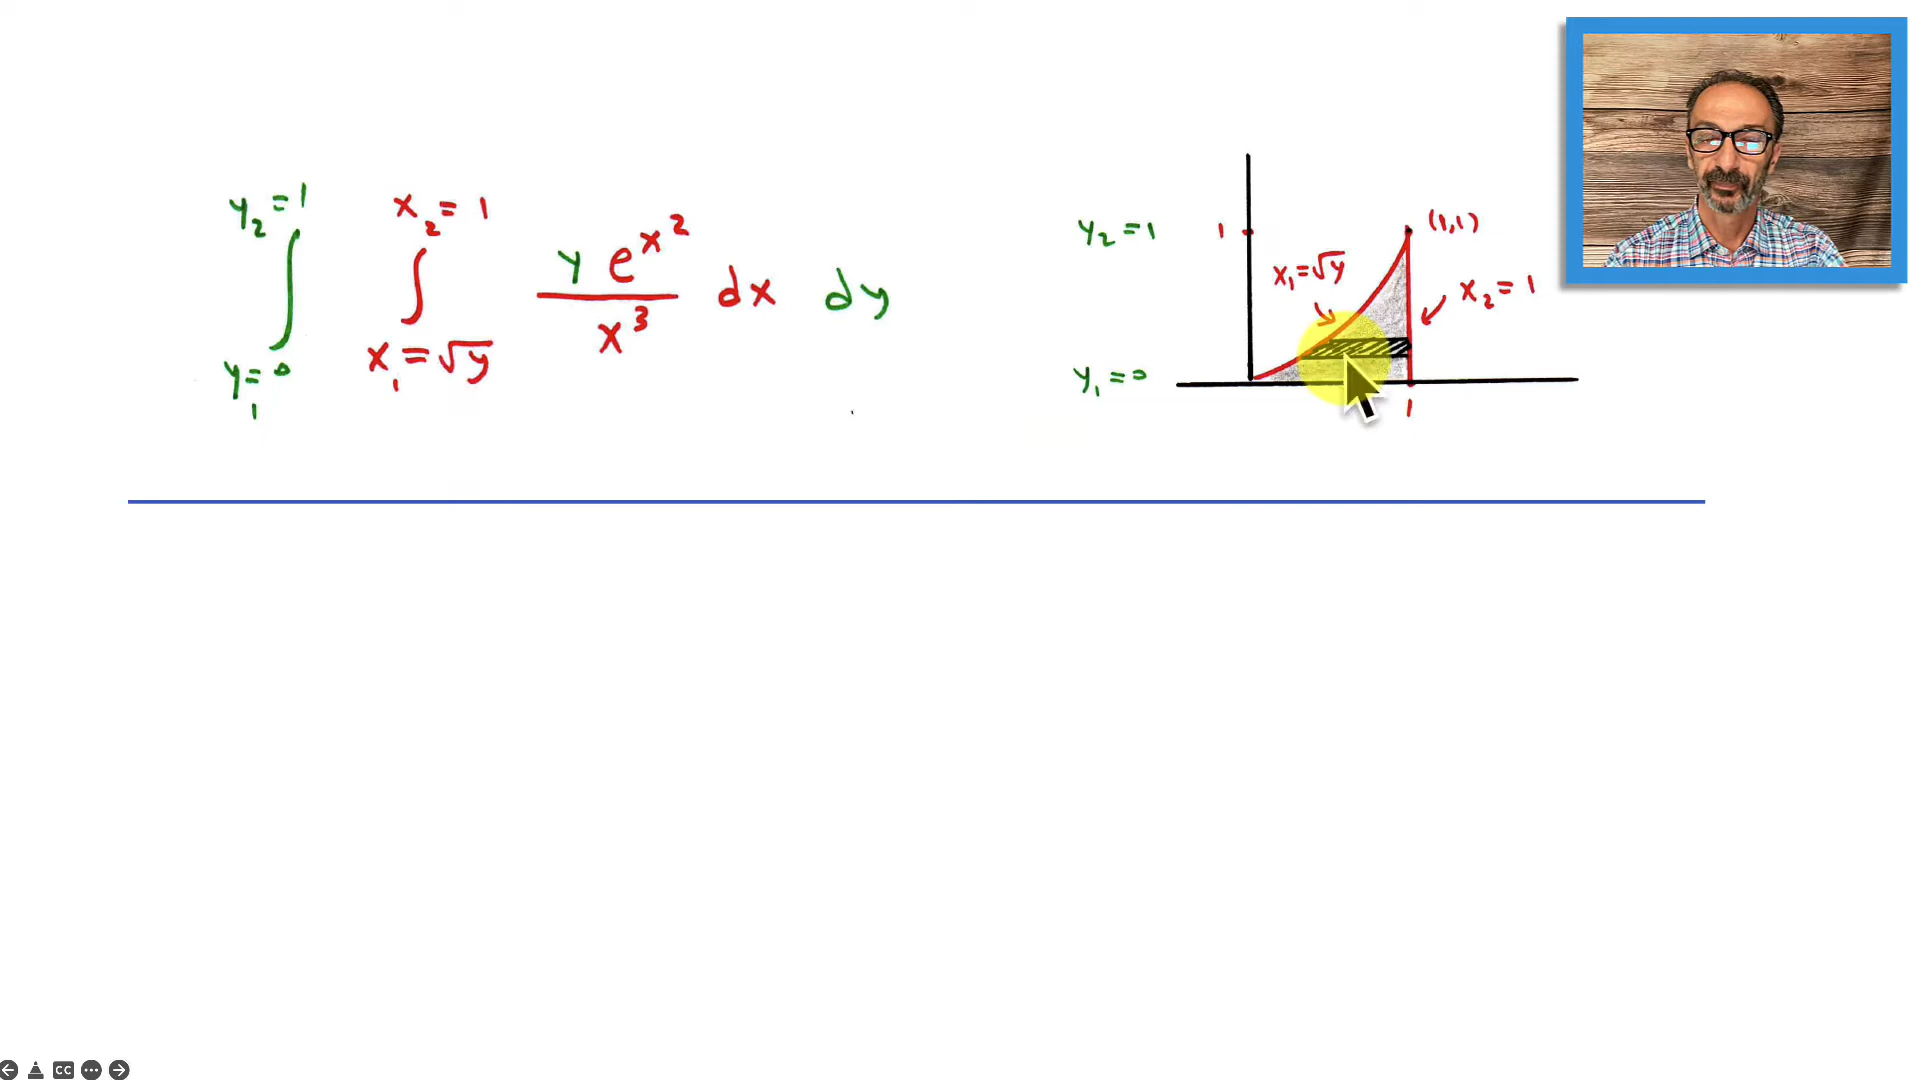 ∫_{y₁=0}^{y₂=1} ∫_{x₁=√y}^{x₂=1} (y e^{x²})/(x³) dx dy
y₂=1
1
(1,1)
x₁=√y
x₂=1
y₁=0
1
CC